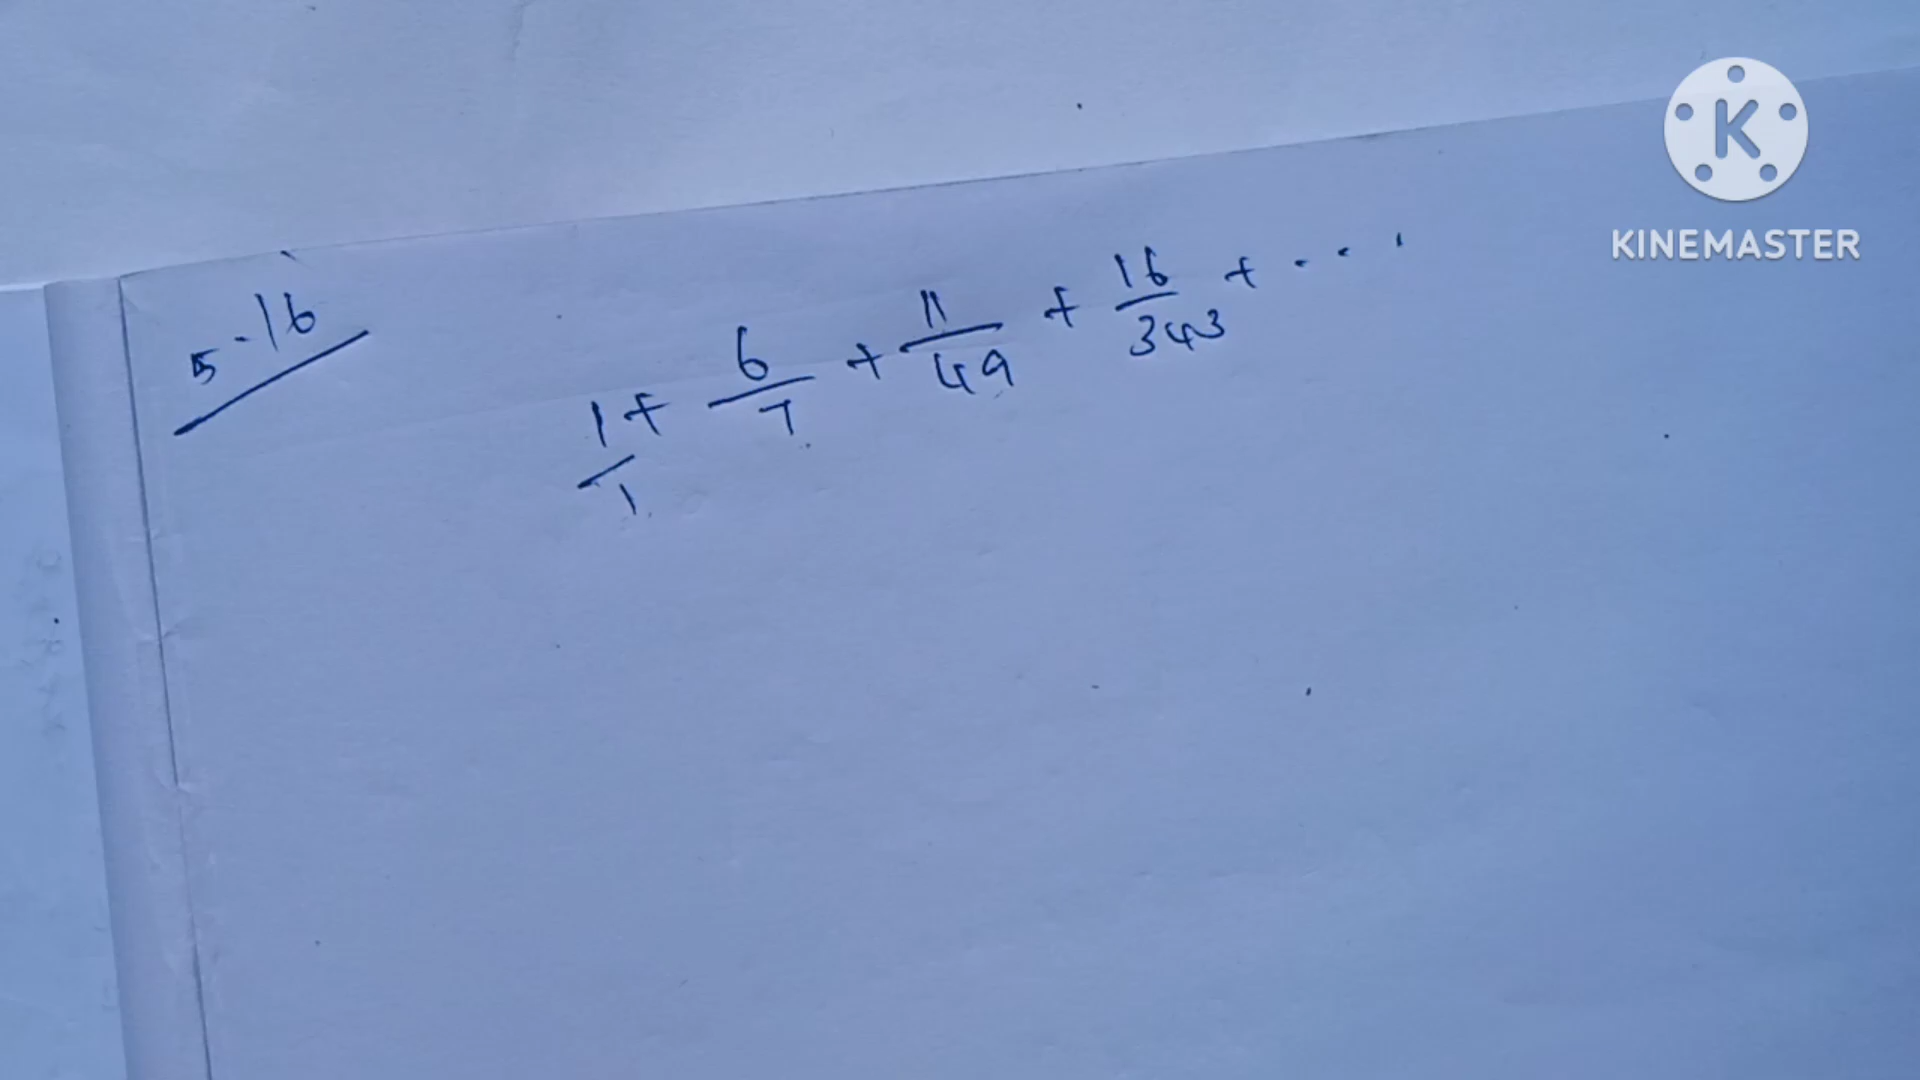 5.16
1/1 + 6/7 + 11/49 + 16/343 + ....
KINEMASTER